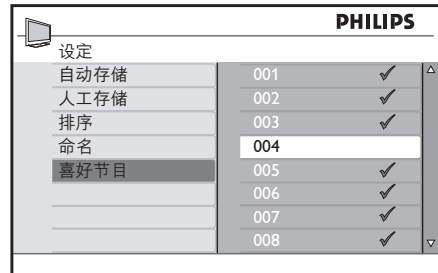 PHILIPS
设定
自动存储 001 ✓
人工存储 002 ✓
排序 003 ✓
命名 004
喜好节目 005 ✓
006 ✓
007 ✓
008 ✓